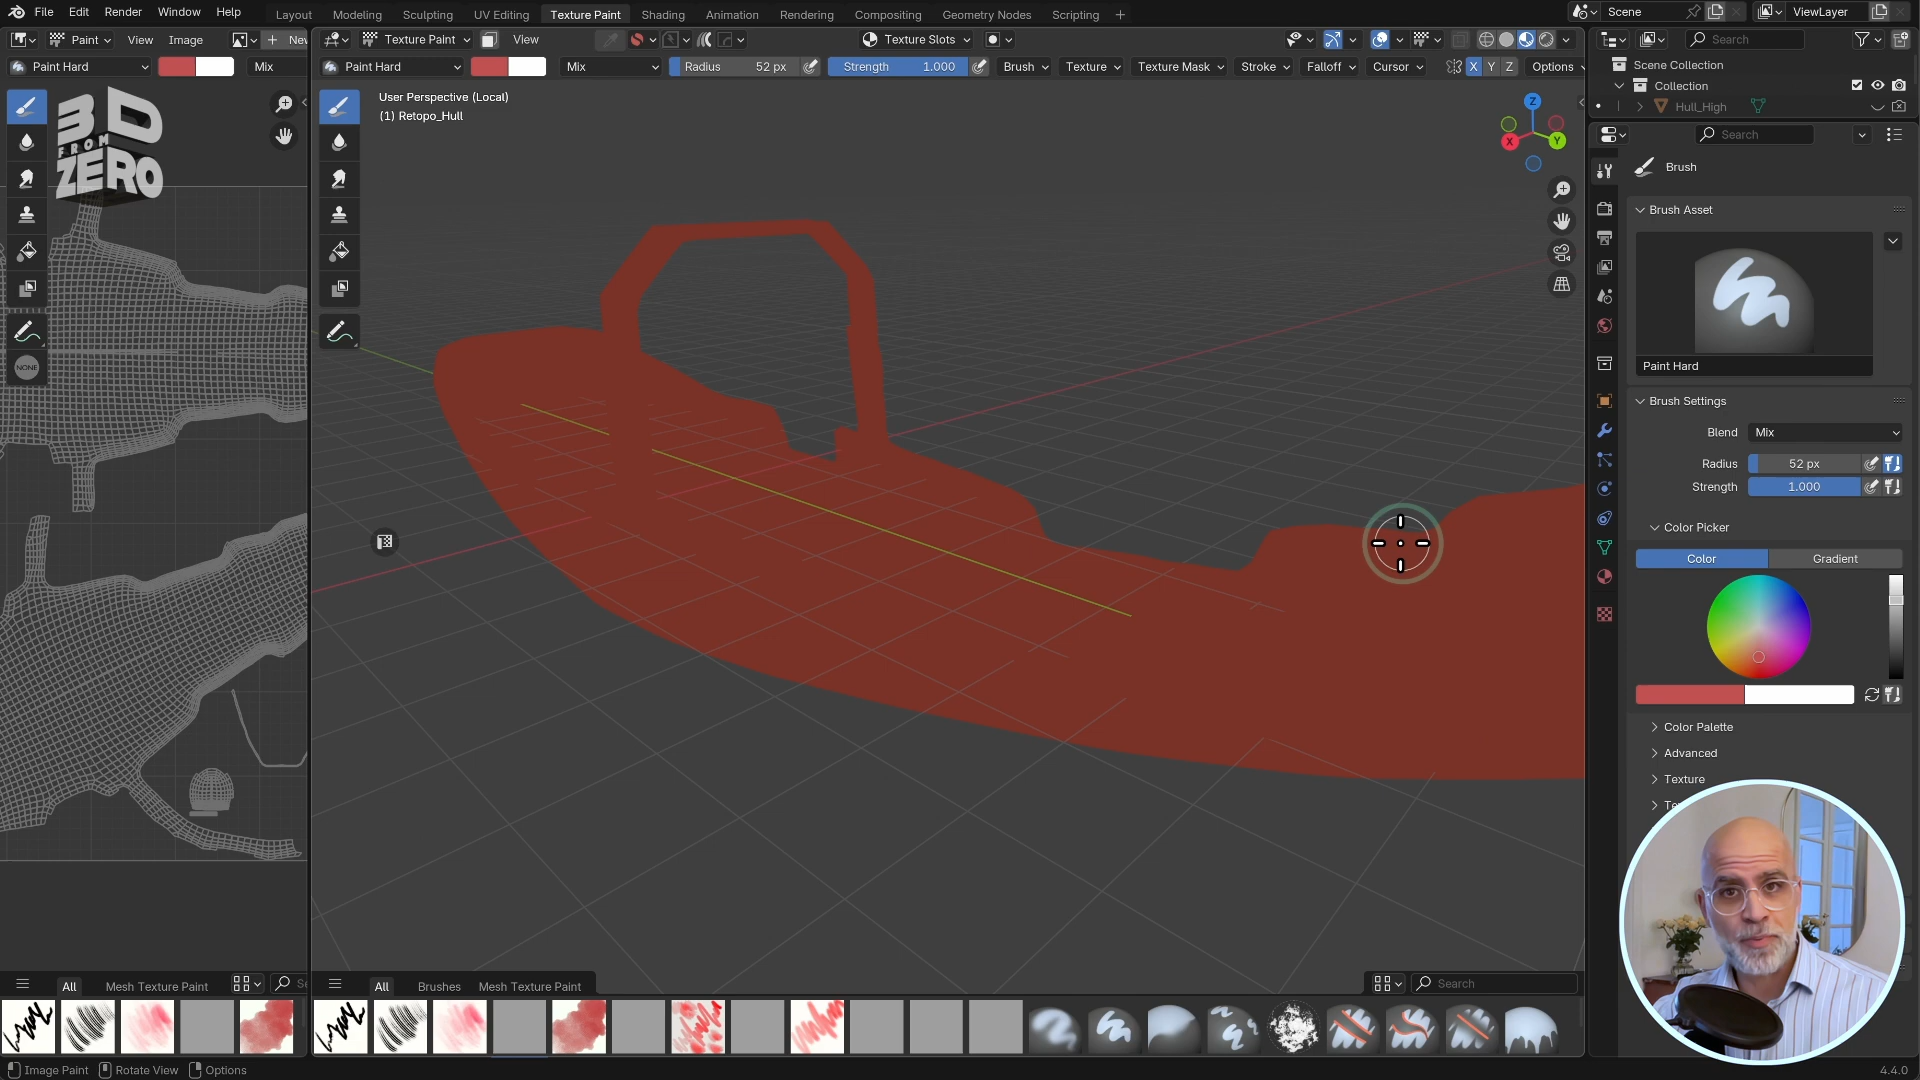 File Edit Render Window Help
Layout Modeling Sculpting UV Editing Texture Paint Shading Animation Rendering Compositing Geometry Nodes Scripting
Scene
ViewLayer
Paint View Image
Texture Paint View
Texture Slots
Search
Paint Hard
Mix
Paint Hard
Mix
Radius 52 px
Strength 1.000
Brush Texture Texture Mask Stroke Falloff Cursor
X Y Z
Options
Scene Collection
Collection
Hull_High
User Perspective (Local)
(1) Retopo_Hull
3D
FROM
ZERO
NONE
Z
X
Y
Search
Brush
Brush Asset
Paint Hard
Brush Settings
Blend Mix
Radius 52 px
Strength 1.000
Color Picker
Color Gradient
Color Palette
Advanced
Texture
All Mesh Texture Paint
All Brushes Mesh Texture Paint
Search
Image Paint Rotate View Options
4.4.0